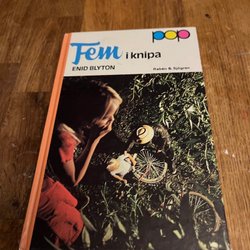 pop
Fem i knipa
ENID BLYTON
Rabén & Sjögren